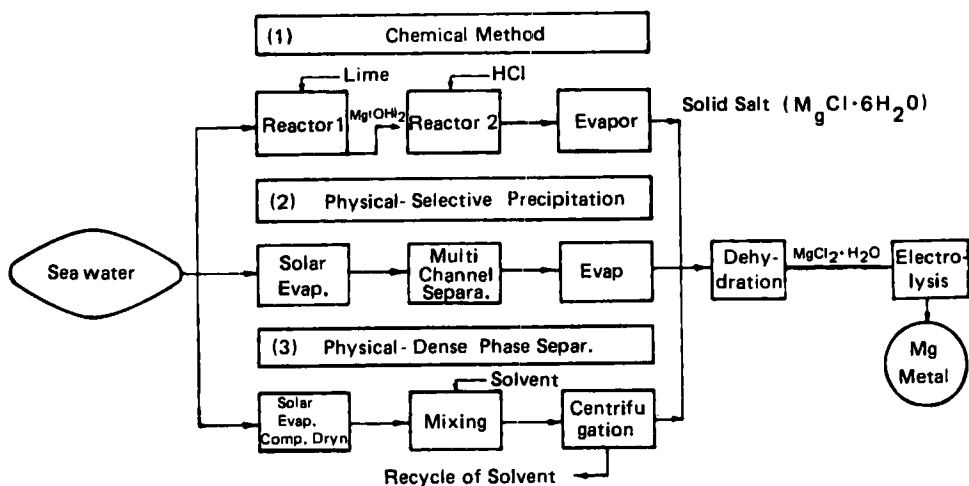 (1) Chemical Method
Lime
HCl
Reactor 1
Mg(OH)2
Reactor 2
Evapor
Solid Salt (MgCl·6H2O)
(2) Physical-Selective Precipitation
Sea water
Solar
Evap.
Multi
Channel
Separa.
Evap
Dehy-
dration
MgCl2·H2O
Electro-
lysis
Mg
Metal
(3) Physical-Dense Phase Separ.
Solvent
Solar
Evap.
Comp. Dryn
Mixing
Centrifu
gation
Recycle of Solvent